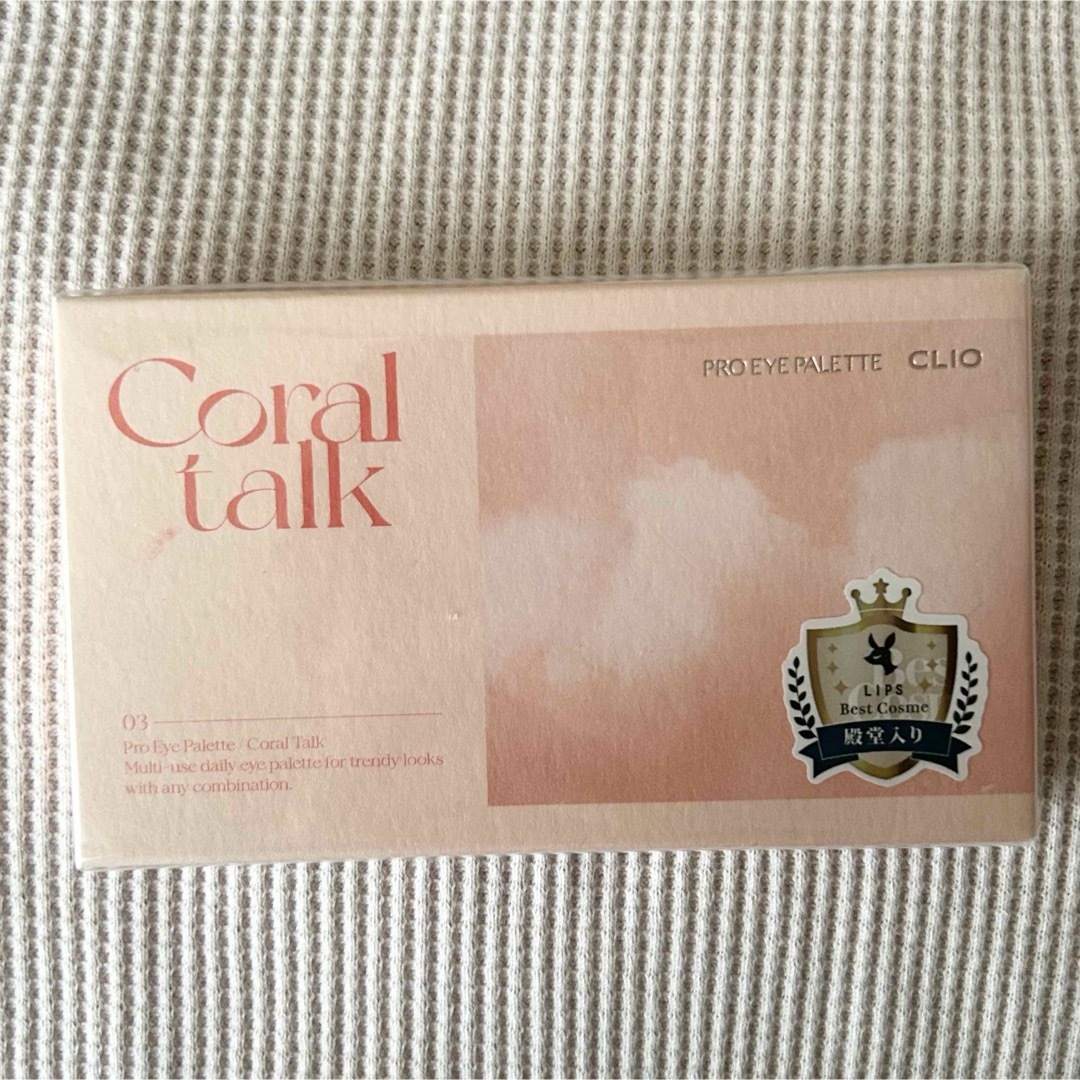 Coral
talk
PRO EYE PALETTE CLIO
03
Pro Eye Palette / Coral Talk
Multi-use daily eye palette for trendy looks
with any combination.
LIPS
Best Cosme
殿堂入り